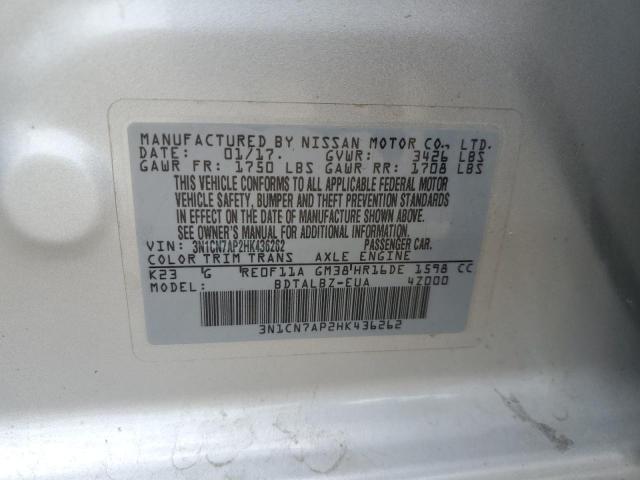 MANUFACTURED BY NISSAN MOTOR CO., LTD.
DATE: 01/17. GVWR: 3426 LBS
GAWR FR: 1750 LBS GAWR RR: 1708 LBS
THIS VEHICLE CONFORMS TO ALL APPLICABLE FEDERAL MOTOR
VEHICLE SAFETY, BUMPER AND THEFT PREVENTION STANDARDS
IN EFFECT ON THE DATE OF MANUFACTURE SHOWN ABOVE.
SEE OWNER'S MANUAL FOR ADDITIONAL INFORMATION.
VIN: 3N1CN7AP2HK436262 PASSENGER CAR.
COLOR TRIM TRANS AXLE ENGINE
K23 G RE0F11A GM38 HR16DE 1598 CC
MODEL: BDTALBZ-EUA 4Z000
3N1CN7AP2HK436262